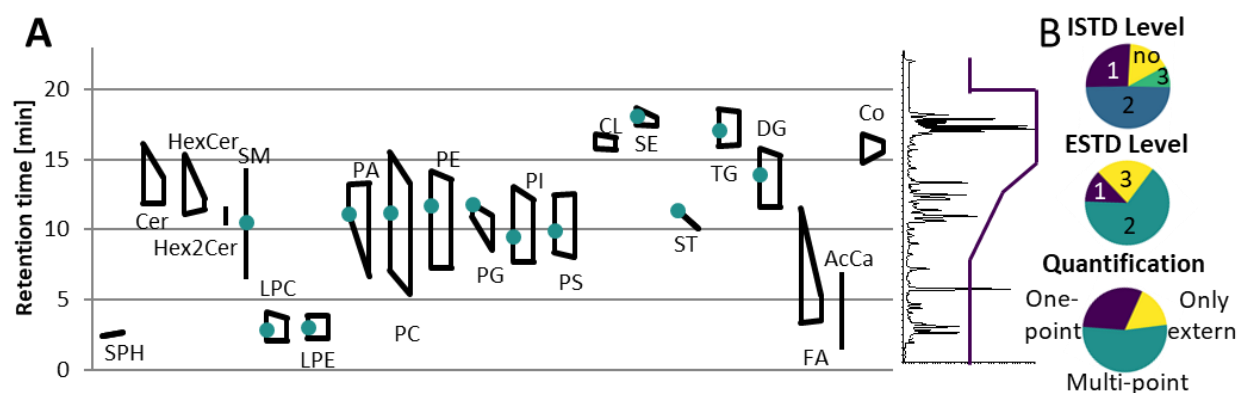 A
B
ISTD Level
no
1
3
2
ESTD Level
3
1
2
Quantification
One-
point
Only
extern
Multi-point
Retention time [min]
20
15
10
5
0
HexCer
SM
Cer
Hex2Cer
SPH
LPC
LPE
PA
PC
PE
PG
PI
PS
CL
SE
ST
TG
DG
FA
AcCa
Co